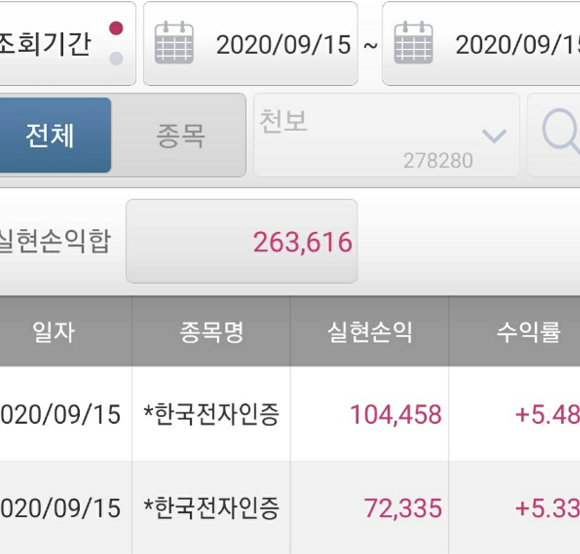 조회기간 2020/09/15 ~ 2020/09/15
전체 종목 천보
278280
실현손익합 263,616
일자 종목명 실현손익 수익률
020/09/15 *한국전자인증 104,458 +5.48
020/09/15 *한국전자인증 72,335 +5.33